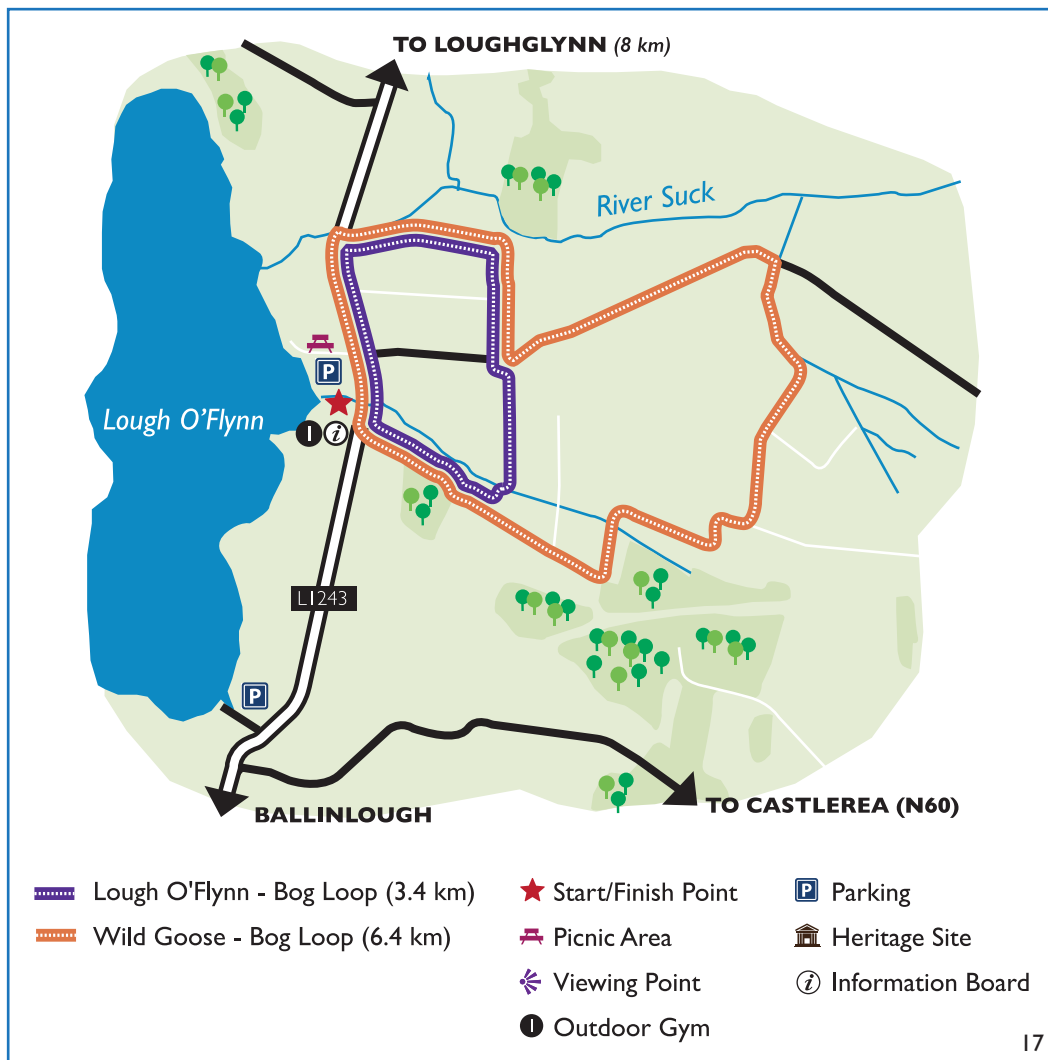 TO LOUGHGLYNN (8 km)
River Suck
P
Lough O'Flynn
I i
L1243
P
BALLINLOUGH
TO CASTLEREA (N60)
Lough O'Flynn - Bog Loop (3.4 km)
Wild Goose - Bog Loop (6.4 km)
Start/Finish Point
Picnic Area
Viewing Point
I Outdoor Gym
P Parking
Heritage Site
i Information Board
17